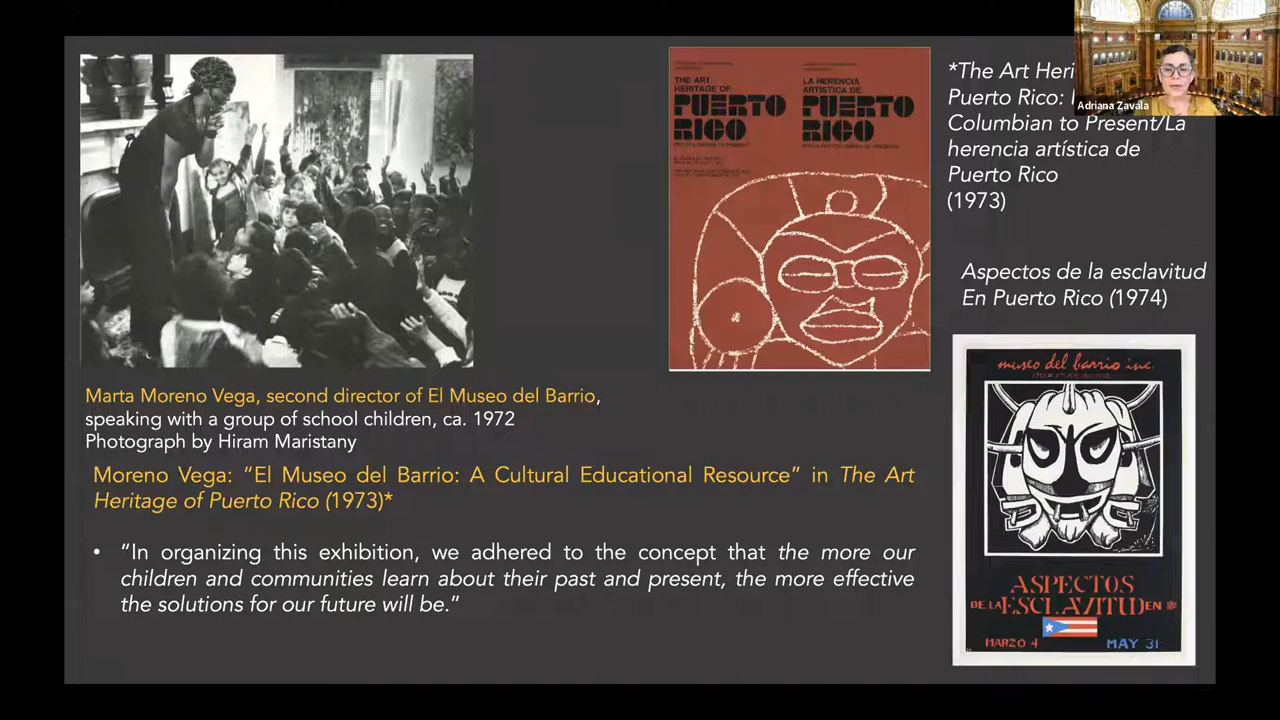 Adriana Zavala
THE ART
HERITAGE OF
PUERTO
RICO
LA HERENCIA
ARTÍSTICA DE
PUERTO
RICO
*The Art Heri
Puerto Rico:
Columbian to Present/La
herencia artística de
Puerto Rico
(1973)
Aspectos de la esclavitud
En Puerto Rico (1974)
museo del barrio inc.
ASPECTOS
DE LA ESCLAVITUD EN
MARZO 4 MAY 31
Marta Moreno Vega, second director of El Museo del Barrio,
speaking with a group of school children, ca. 1972
Photograph by Hiram Maristany
Moreno Vega: “El Museo del Barrio: A Cultural Educational Resource” in The Art
Heritage of Puerto Rico (1973)*
• “In organizing this exhibition, we adhered to the concept that the more our
children and communities learn about their past and present, the more effective
the solutions for our future will be.”